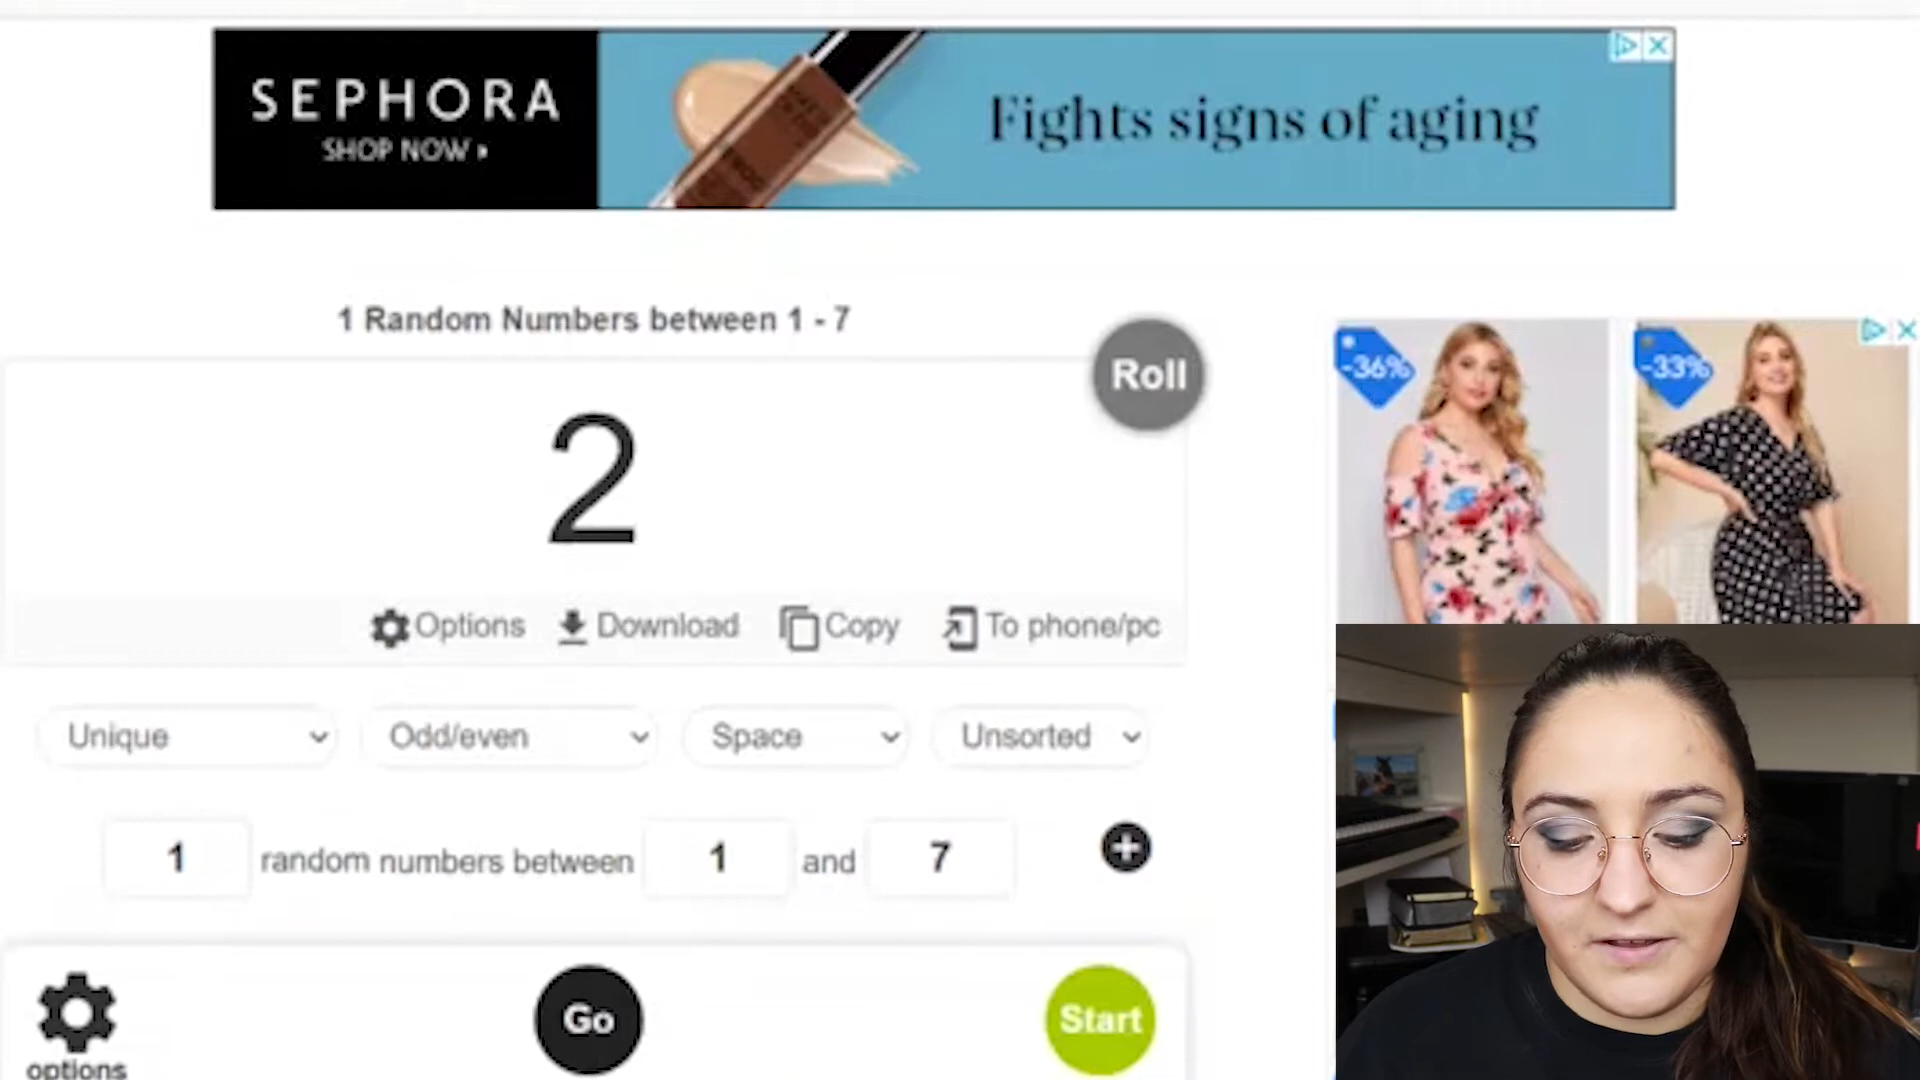 SEPHORA
SHOP NOW
Fights signs of aging
1 Random Numbers between 1 - 7
Roll
2
Options Download Copy To phone/pc
Unique Odd/even Space Unsorted
1 random numbers between 1 and 7
Go
Start
options
-36%
-33%